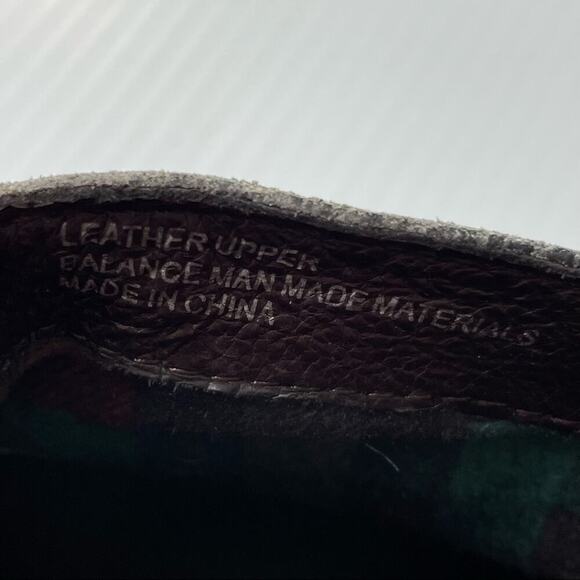 LEATHER UPPER
BALANCE MAN MADE MATERIALS
MADE IN CHINA